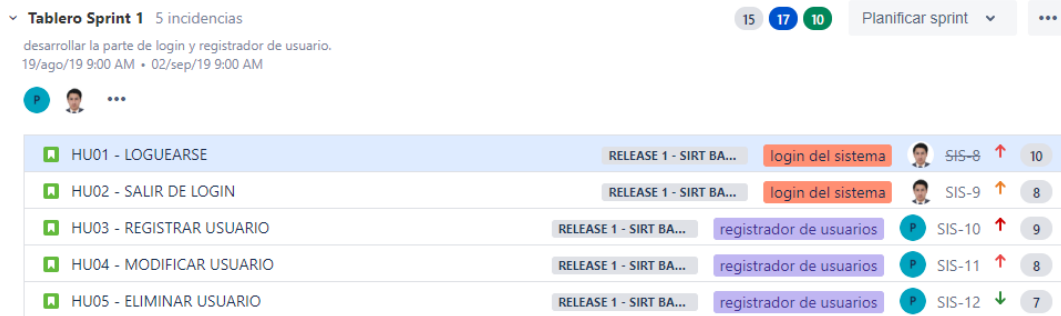 Tablero Sprint 1 5 incidencias 15 17 10 Planificar sprint
desarrollar la parte de login y registrador de usuario.
19/ago/19 9:00 AM • 02/sep/19 9:00 AM
P
HU01 - LOGUEARSE RELEASE 1 - SIRT BA... login del sistema SIS-8 10
HU02 - SALIR DE LOGIN RELEASE 1 - SIRT BA... login del sistema SIS-9 8
HU03 - REGISTRAR USUARIO RELEASE 1 - SIRT BA... registrador de usuarios P SIS-10 9
HU04 - MODIFICAR USUARIO RELEASE 1 - SIRT BA... registrador de usuarios P SIS-11 8
HU05 - ELIMINAR USUARIO RELEASE 1 - SIRT BA... registrador de usuarios P SIS-12 7